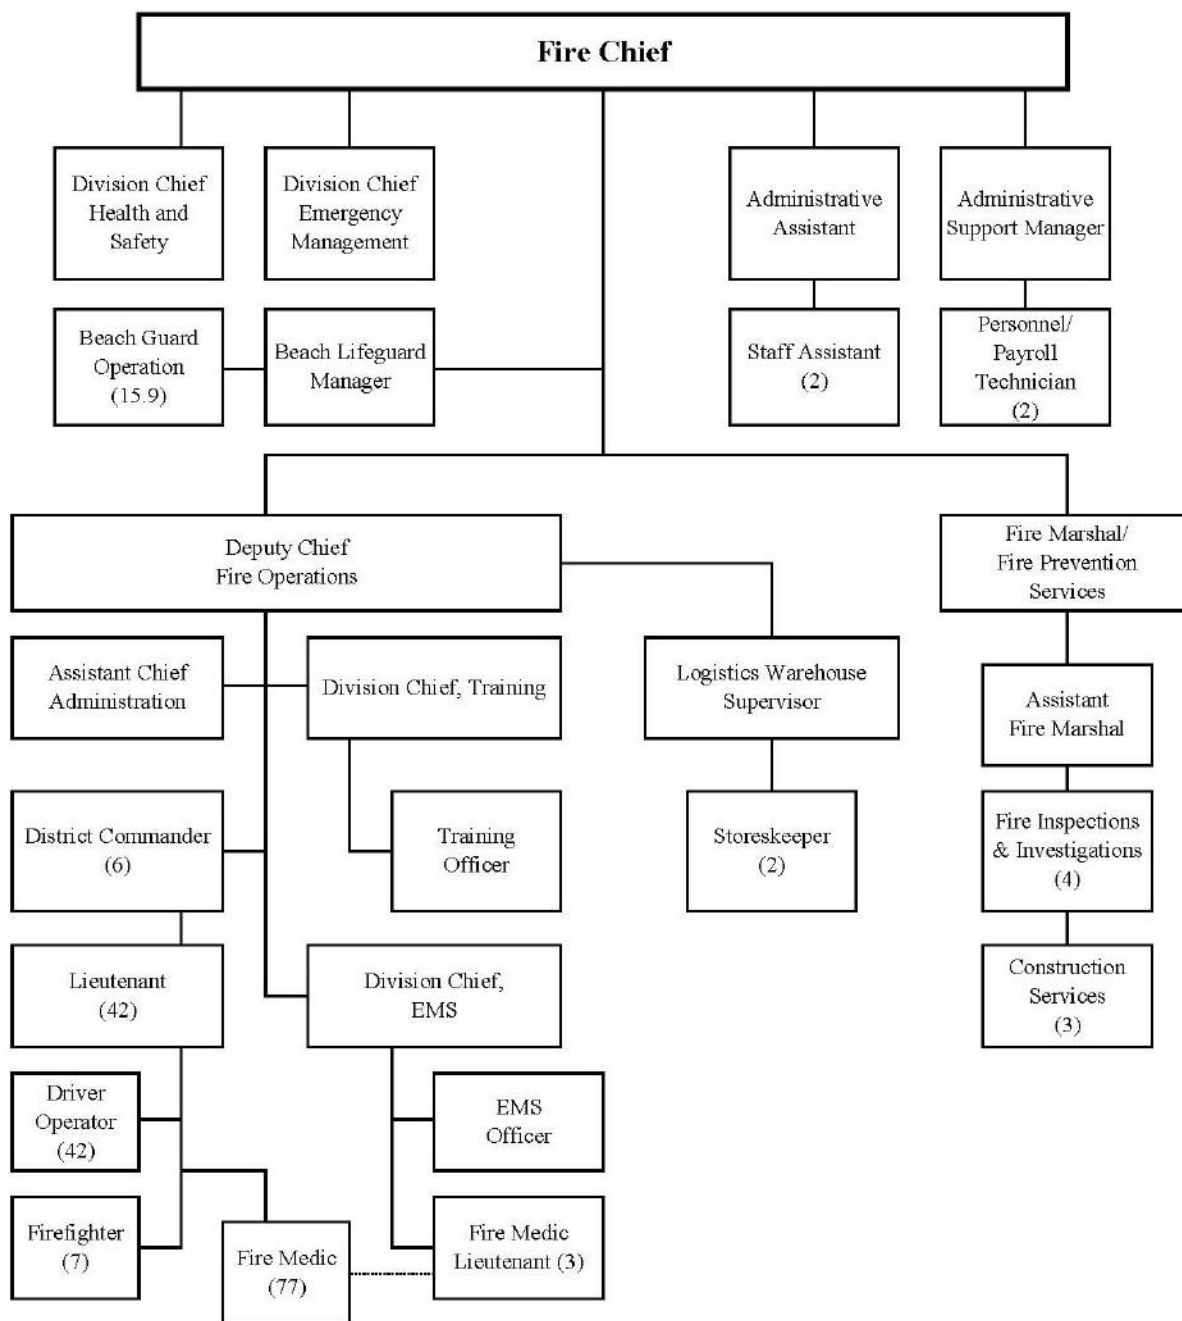 Fire Chief
Division Chief
Health and
Safety
Division Chief
Emergency
Management
Administrative
Assistant
Administrative
Support Manager
Beach Guard
Operation
(15.9)
Beach Lifeguard
Manager
Staff Assistant
(2)
Personnel/
Payroll
Technician
(2)
Deputy Chief
Fire Operations
Fire Marshal/
Fire Prevention
Services
Assistant Chief
Administration
Division Chief, Training
Logistics Warehouse
Supervisor
Assistant
Fire Marshal
District Commander
(6)
Training
Officer
Storeskeeper
(2)
Fire Inspections
& Investigations
(4)
Lieutenant
(42)
Division Chief,
EMS
Construction
Services
(3)
Driver
Operator
(42)
EMS
Officer
Firefighter
(7)
Fire Medic
(77)
Fire Medic
Lieutenant (3)